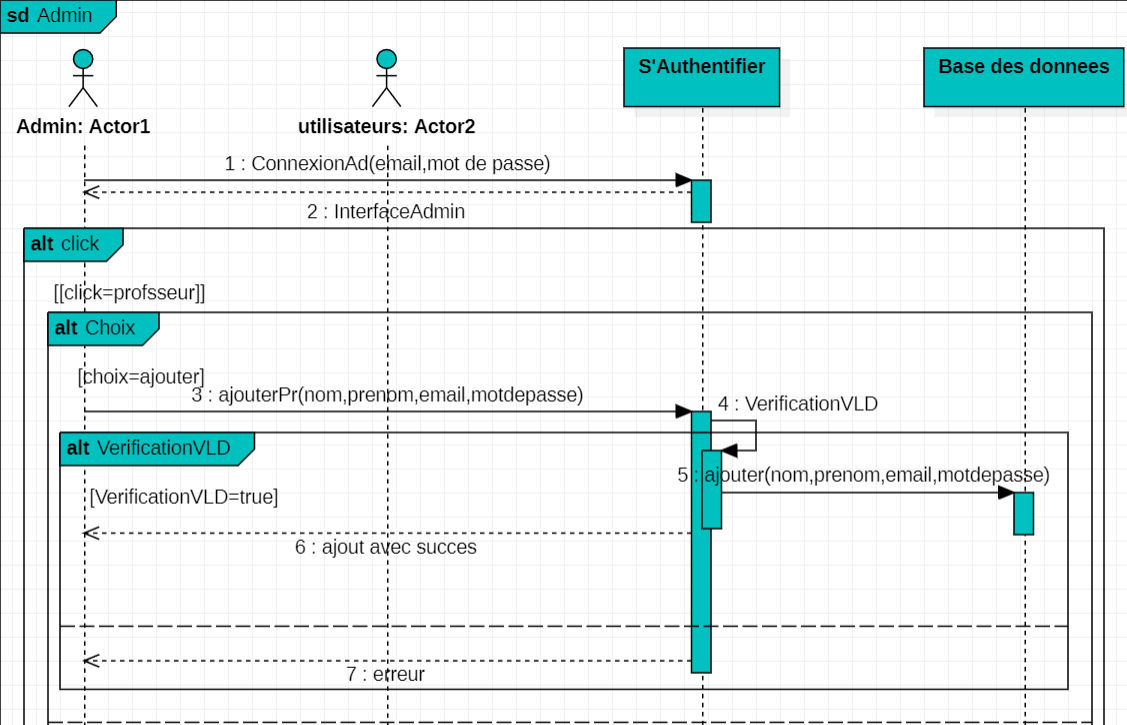 sd Admin
S'Authentifier
Base des donnees
Admin: Actor1
utilisateurs: Actor2
1 : ConnexionAd(email,mot de passe)
2 : InterfaceAdmin
alt click
[[click=profsseur]]
alt Choix
[choix=ajouter]
3 : ajouterPr(nom,prenom,email,motdepasse)
4 : VerificationVLD
alt VerificationVLD
5 : ajouter(nom,prenom,email,motdepasse)
[VerificationVLD=true]
6 : ajout avec succes
7 : erreur